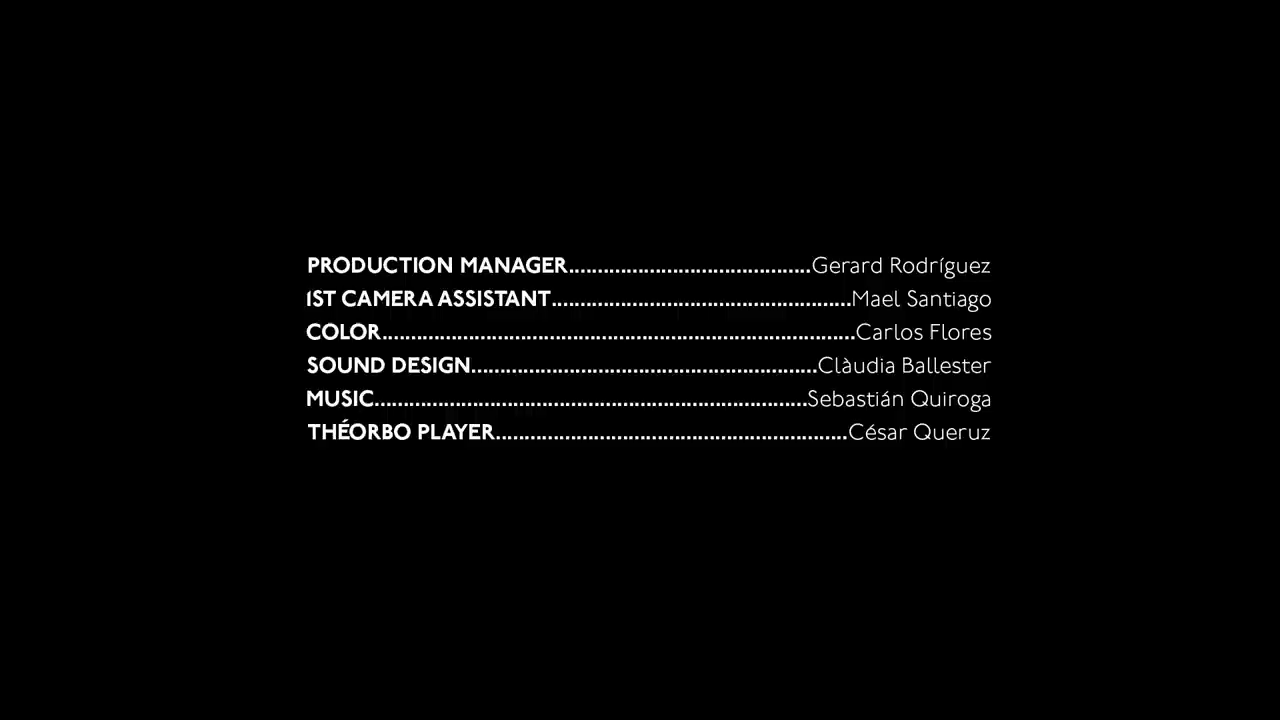 PRODUCTION MANAGER..........................................Gerard Rodríguez
1ST CAMERA ASSISTANT....................................................Mael Santiago
COLOR..................................................................................Carlos Flores
SOUND DESIGN............................................................Clàudia Ballester
MUSIC...........................................................................Sebastián Quiroga
THÉORBO PLAYER.............................................................César Queruz